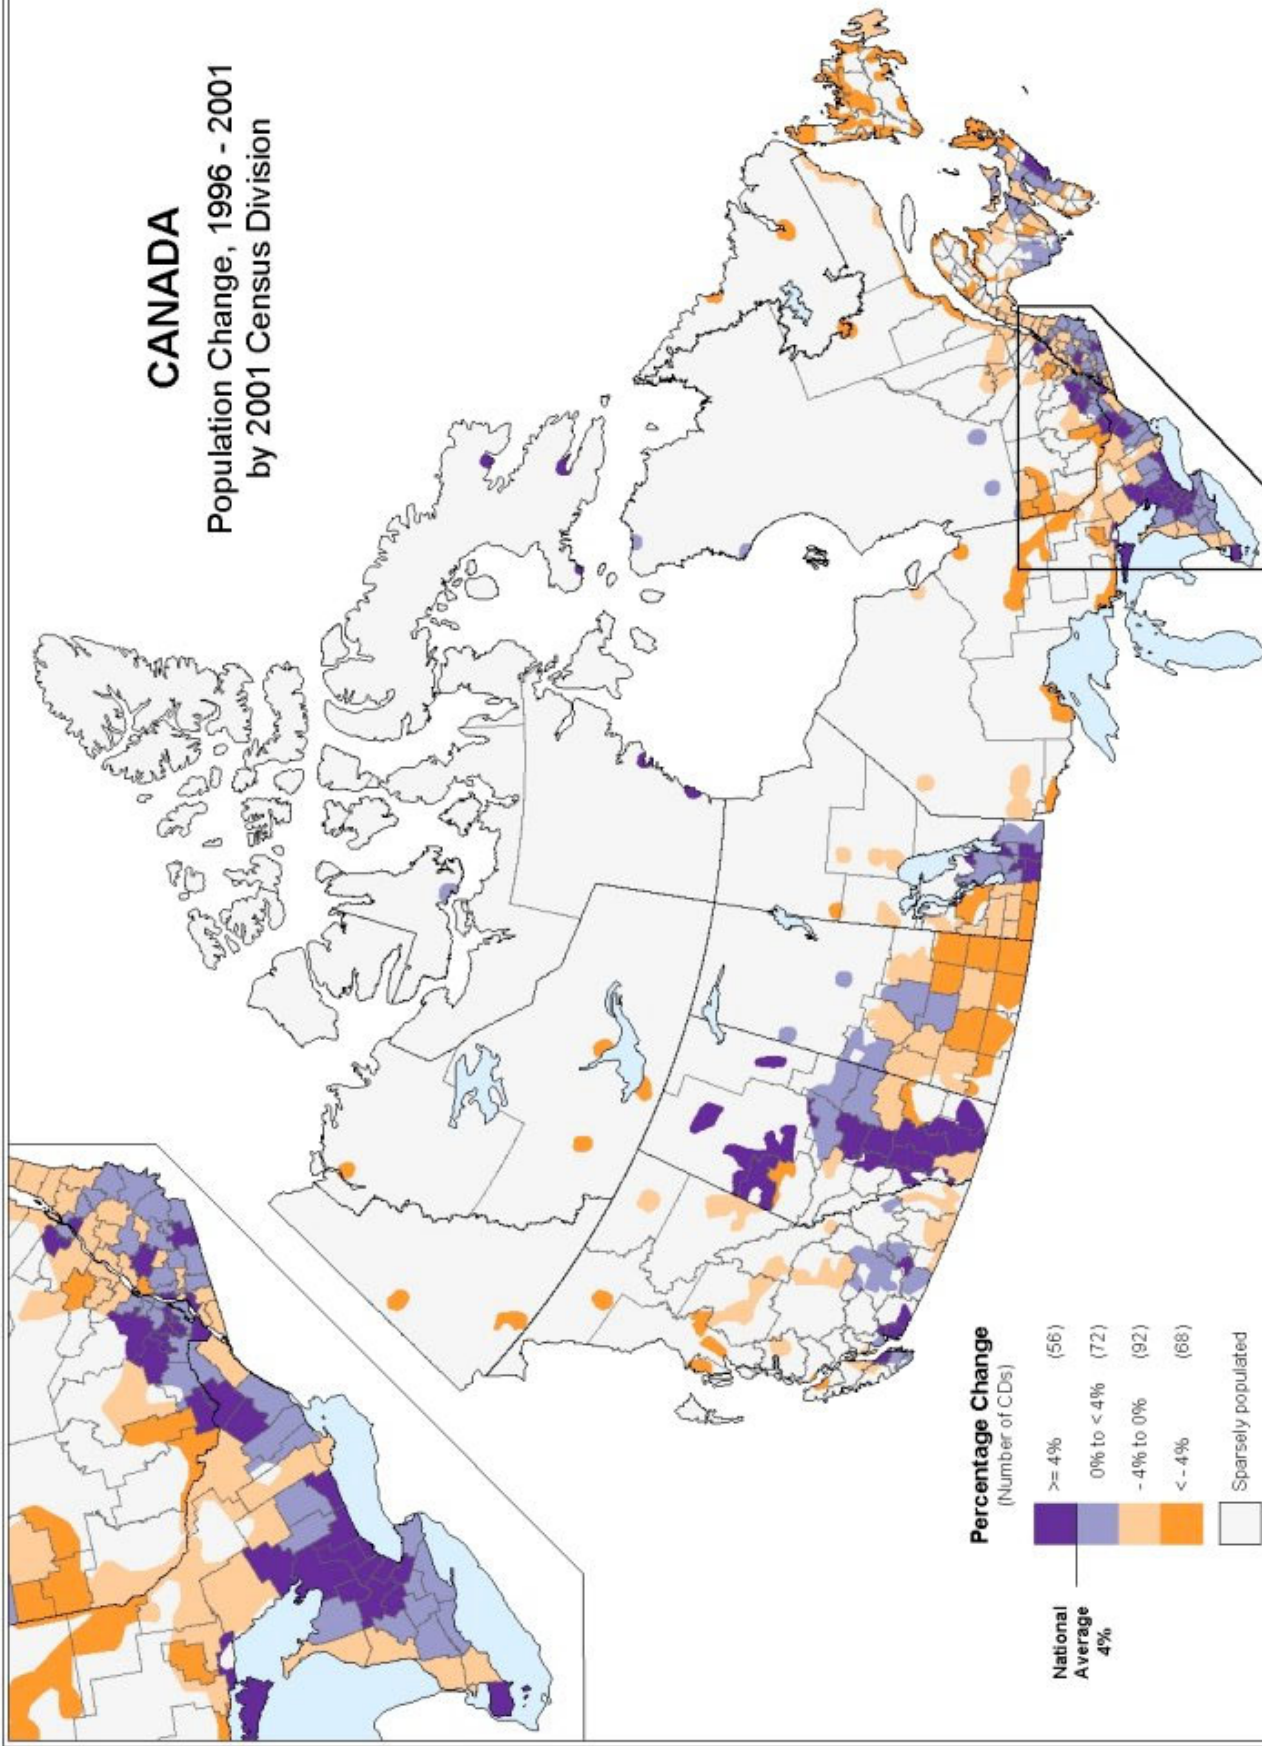 CANADA
Population Change, 1996 - 2001
by 2001 Census Division
Percentage Change
(Number of CDs)
>= 4% (56)
0% to < 4% (72)
- 4% to 0% (92)
< - 4% (68)
Sparsely populated
National
Average
4%